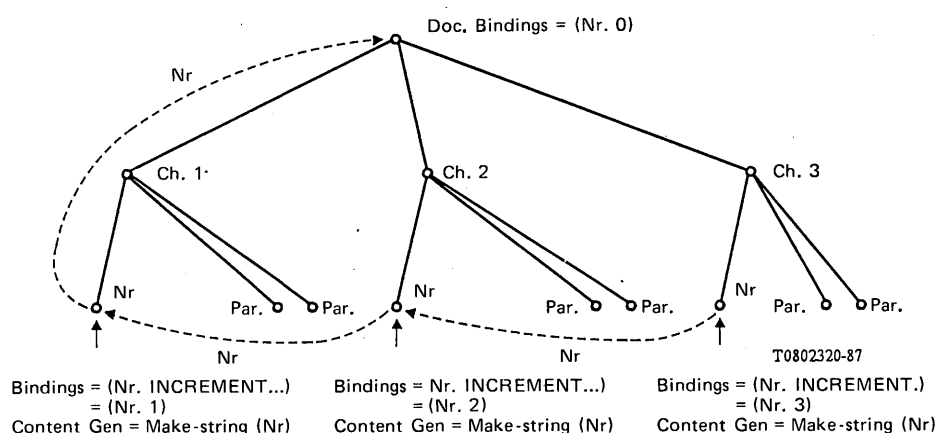 Doc. Bindings = (Nr. 0)
Nr
Ch. 1
Ch. 2
Ch. 3
Nr
Par.
Par.
Nr
Par.
Par.
Nr
Par.
Par.
Nr
Nr
T0802320-87
Bindings = (Nr. INCREMENT...)
= (Nr. 1)
Content Gen = Make-string (Nr)
Bindings = Nr. INCREMENT...)
= (Nr. 2)
Content Gen = Make-string (Nr)
Bindings = (Nr. INCREMENT.)
= (Nr. 3)
Content Gen = Make-string (Nr)